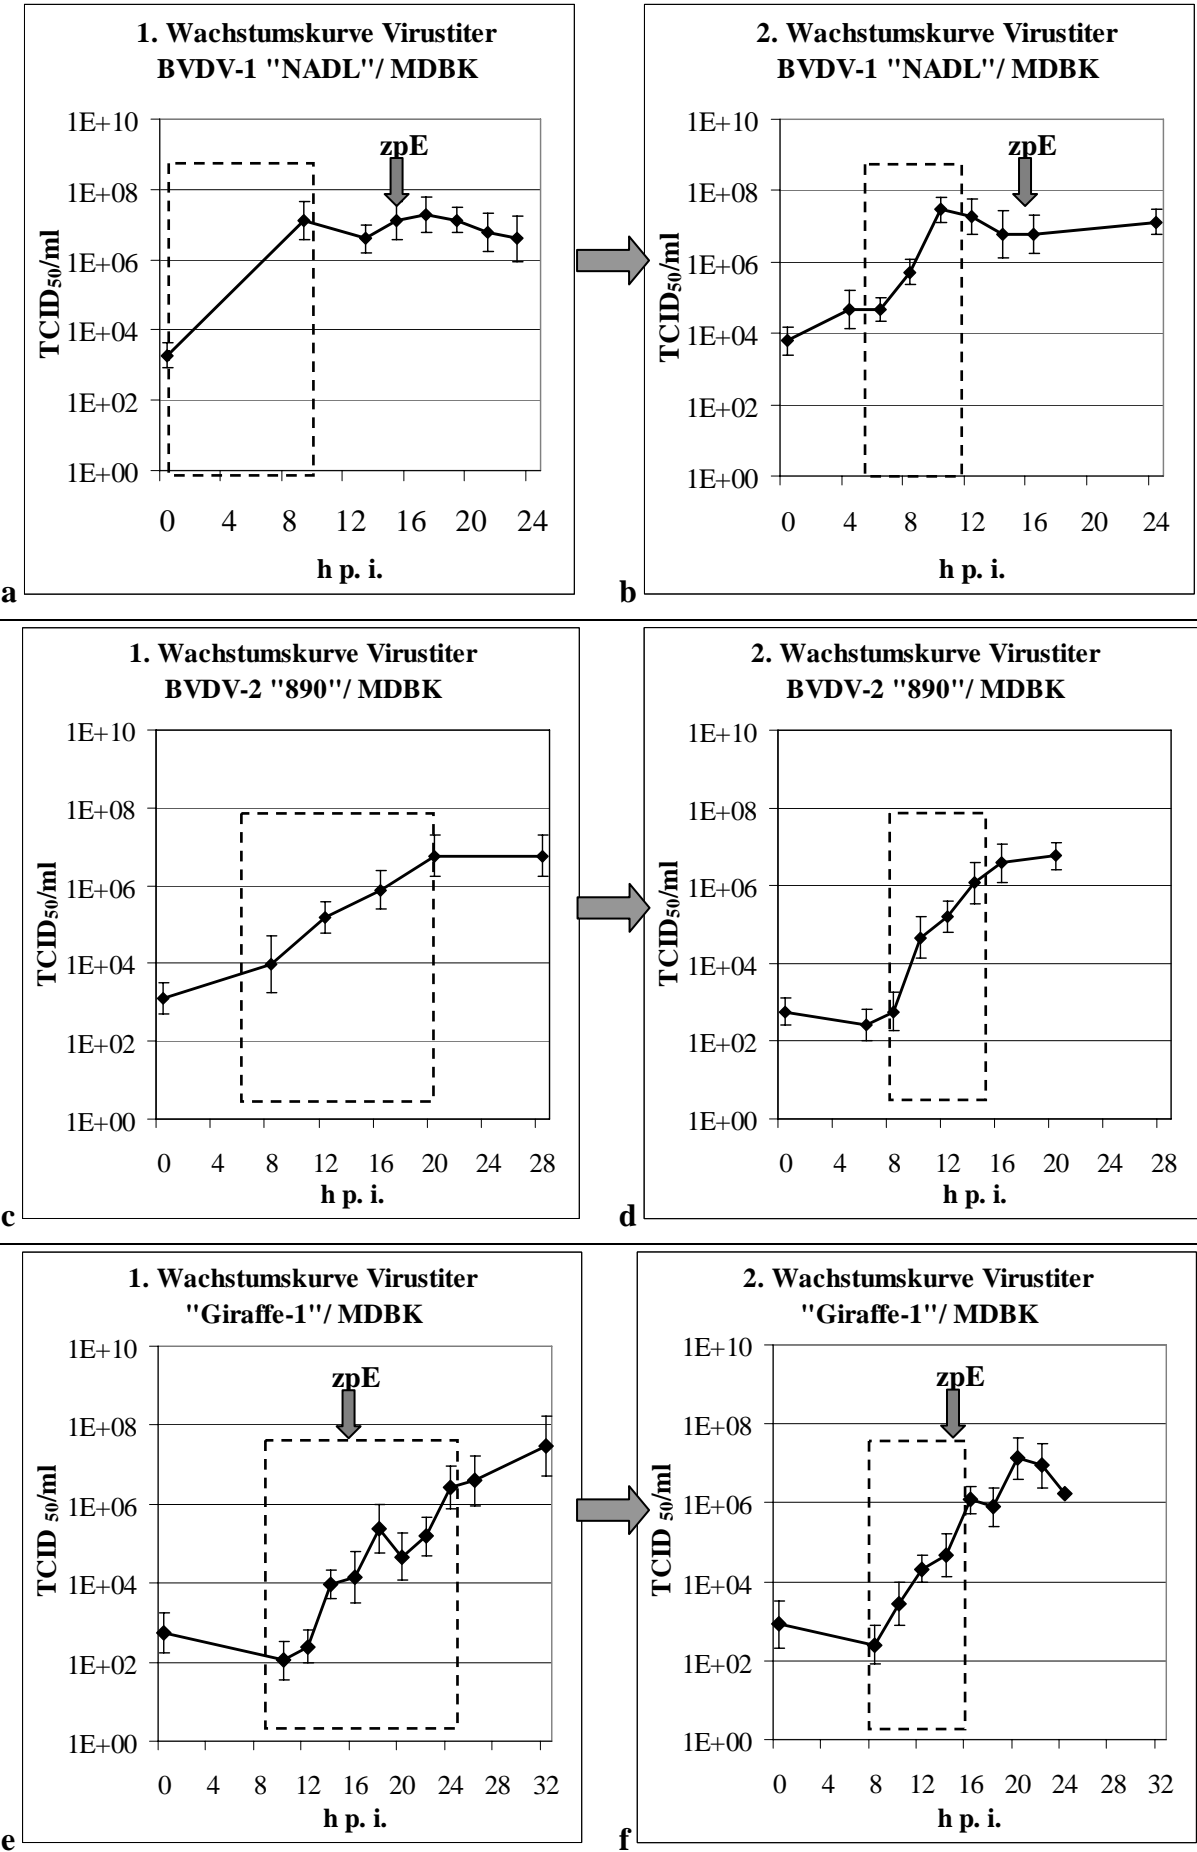 1. Wachstumskurve Virustiter
BVDV-1 "NADL"/ MDBK
1E+10
1E+08
1E+06
1E+04
1E+02
1E+00
TCID50/ml
zpE
0 4 8 12 16 20 24
h p. i.
a
2. Wachstumskurve Virustiter
BVDV-1 "NADL"/ MDBK
1E+10
1E+08
1E+06
1E+04
1E+02
1E+00
TCID50/ml
zpE
0 4 8 12 16 20 24
h p. i.
b
1. Wachstumskurve Virustiter
BVDV-2 "890"/ MDBK
1E+10
1E+08
1E+06
1E+04
1E+02
1E+00
TCID50/ml
0 4 8 12 16 20 24 28
h p. i.
c
2. Wachstumskurve Virustiter
BVDV-2 "890"/ MDBK
1E+10
1E+08
1E+06
1E+04
1E+02
1E+00
TCID50/ml
0 4 8 12 16 20 24 28
h p. i.
d
1. Wachstumskurve Virustiter
"Giraffe-1"/ MDBK
1E+10
1E+08
1E+06
1E+04
1E+02
1E+00
TCID 50/ml
zpE
0 4 8 12 16 20 24 28 32
h p. i.
e
2. Wachstumskurve Virustiter
"Giraffe-1"/ MDBK
1E+10
1E+08
1E+06
1E+04
1E+02
1E+00
TCID 50/ml
zpE
0 4 8 12 16 20 24 28 32
h p. i.
f